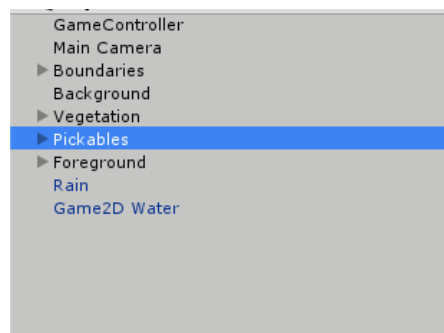 GameController
Main Camera
Boundaries
Background
Vegetation
Pickables
Foreground
Rain
Game2D Water